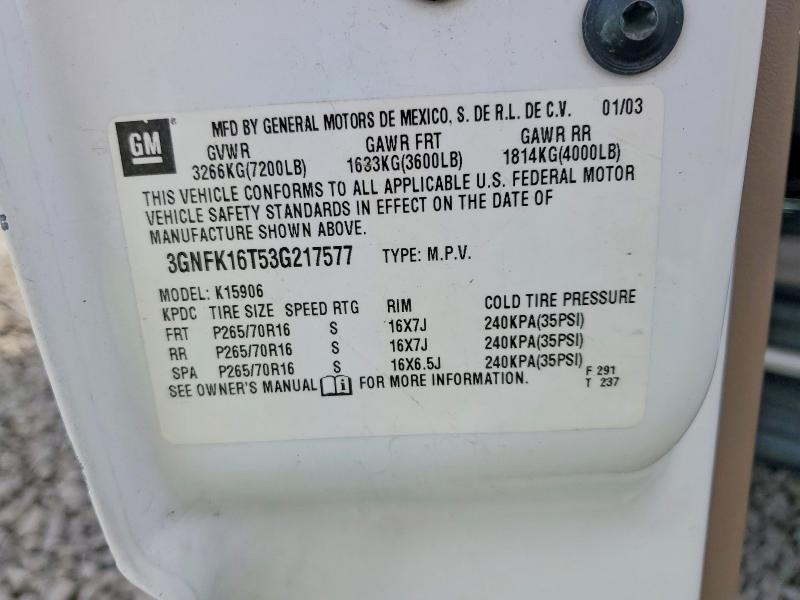 GM
MFD BY GENERAL MOTORS DE MEXICO, S. DE R.L. DE C.V. 01/03
GVWR GAWR FRT GAWR RR
3266KG(7200LB) 1633KG(3600LB) 1814KG(4000LB)
THIS VEHICLE CONFORMS TO ALL APPLICABLE U.S. FEDERAL MOTOR
VEHICLE SAFETY STANDARDS IN EFFECT ON THE DATE OF
MANUFACTURE SHOWN ABOVE.
3GNFK16T53G217577 TYPE: M.P.V.
MODEL: K15906
KPDC TIRE SIZE SPEED RTG RIM COLD TIRE PRESSURE
FRT P265/70R16 S 16X7J 240KPA(35PSI)
RR P265/70R16 S 16X7J 240KPA(35PSI)
SPA P265/70R16 S 16X6.5J 240KPA(35PSI)
SEE OWNER'S MANUAL i FOR MORE INFORMATION.
F 291
T 237